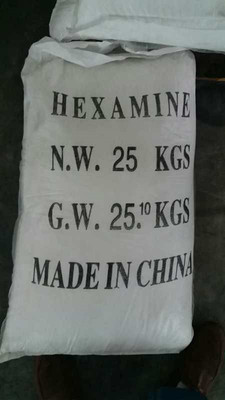 HEXAMINE
N.W. 25 KGS
G.W. 25.10 KGS
MADE IN CHINA